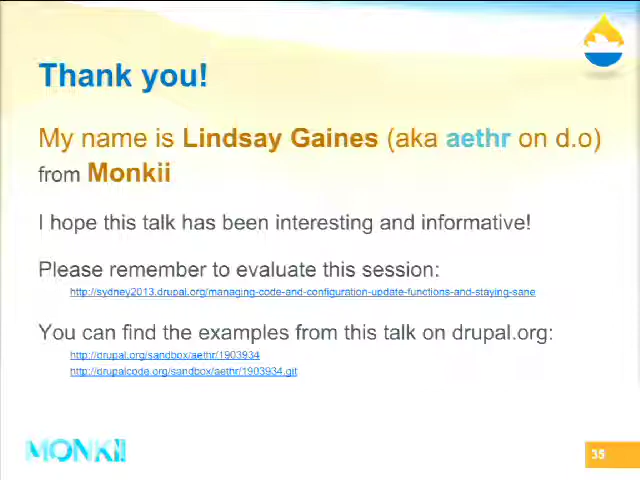 Thank you!
My name is Lindsay Gaines (aka aethr on d.o)
from Monkii
I hope this talk has been interesting and informative!
Please remember to evaluate this session:
http://sydney2013.drupal.org/managing-code-and-configuration-update-functions-and-staying-sane
You can find the examples from this talk on drupal.org:
http://drupal.org/sandbox/aethr/1903934
http://drupalcode.org/sandbox/aethr/1903934.git
MONKii
35